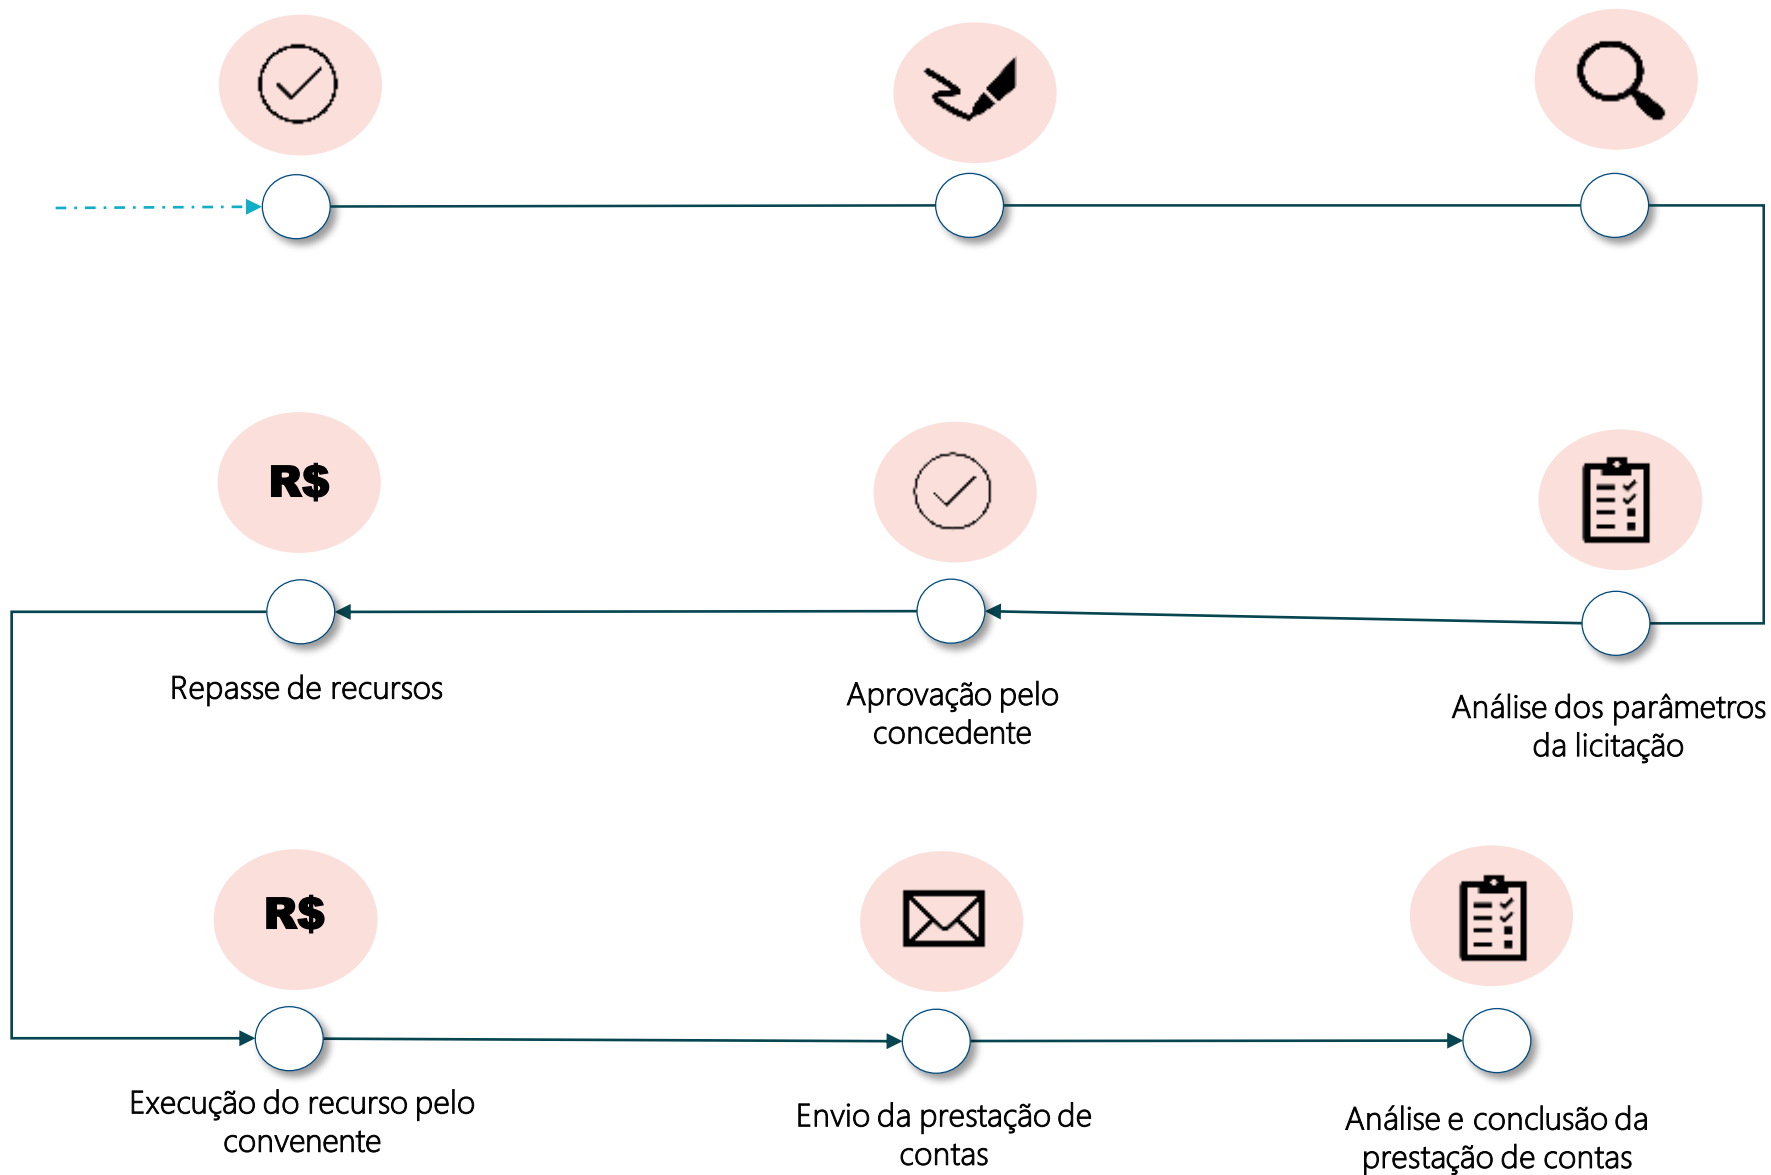 R$
Repasse de recursos
Aprovação pelo
concedente
Análise dos parâmetros
da licitação
R$
Execução do recurso pelo
convenente
Envio da prestação de
contas
Análise e conclusão da
prestação de contas